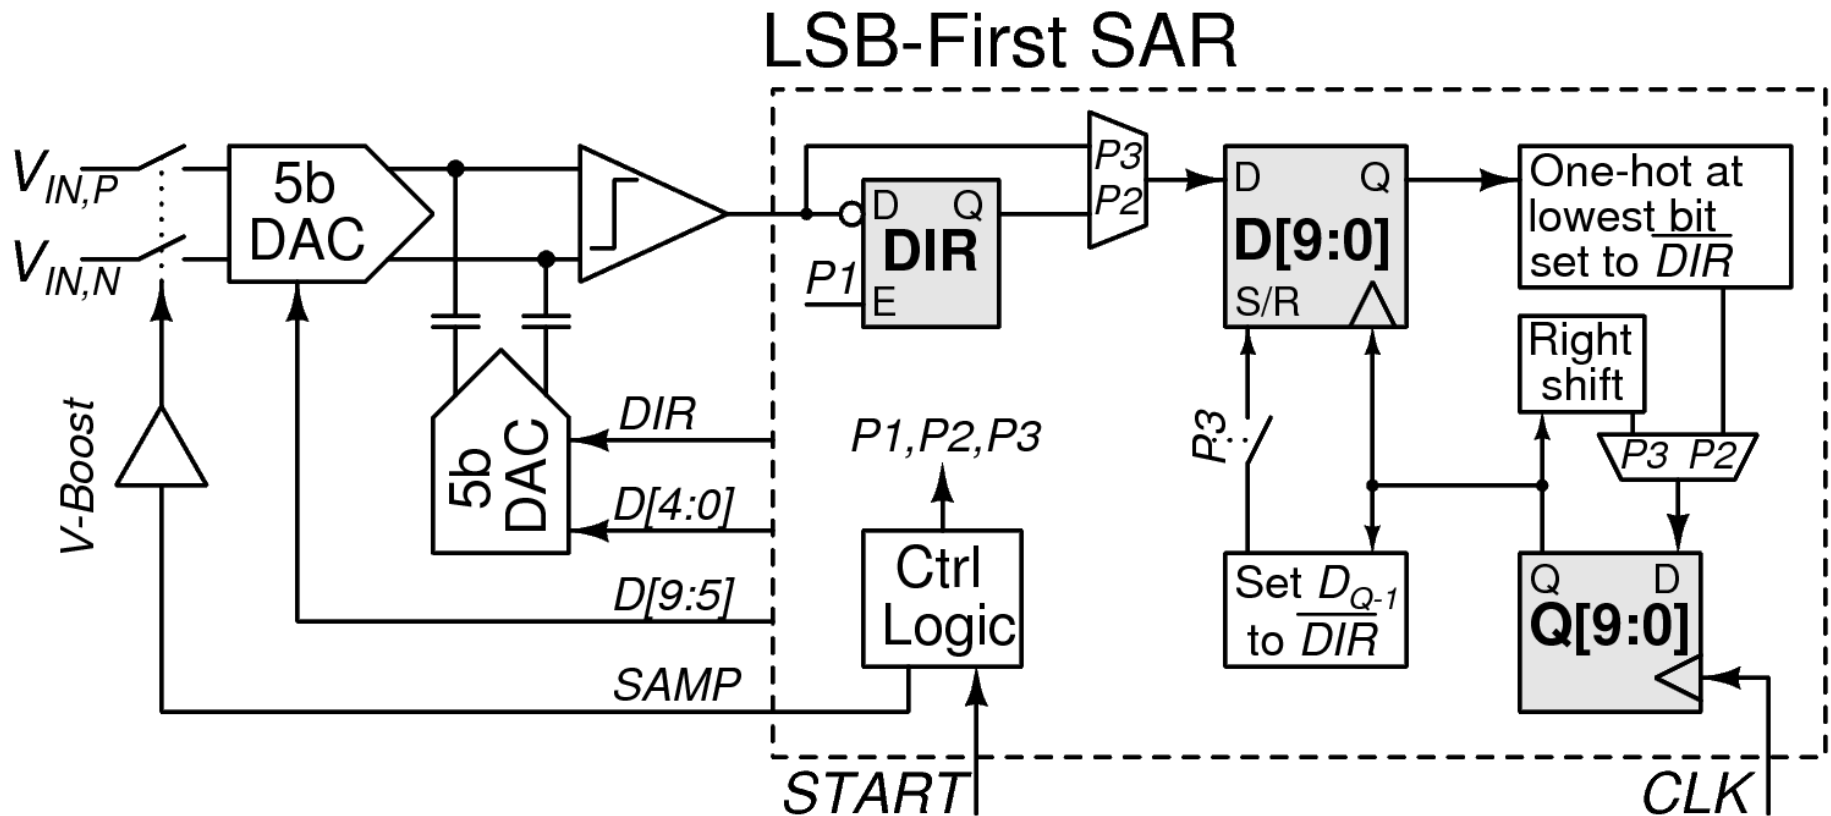 LSB-First SAR
V_IN,P
V_IN,N
5b
DAC
V-Boost
5b
DAC
DIR
D[4:0]
D[9:5]
SAMP
P1
D Q
DIR
E
P3
P2
P1,P2,P3
Ctrl
Logic
START
D Q
D[9:0]
S/R
P3
Set D_Q-1
to D̅I̅R̅
One-hot at
lowest bit
set to D̅I̅R̅
Right
shift
P3 P2
Q D
Q[9:0]
CLK